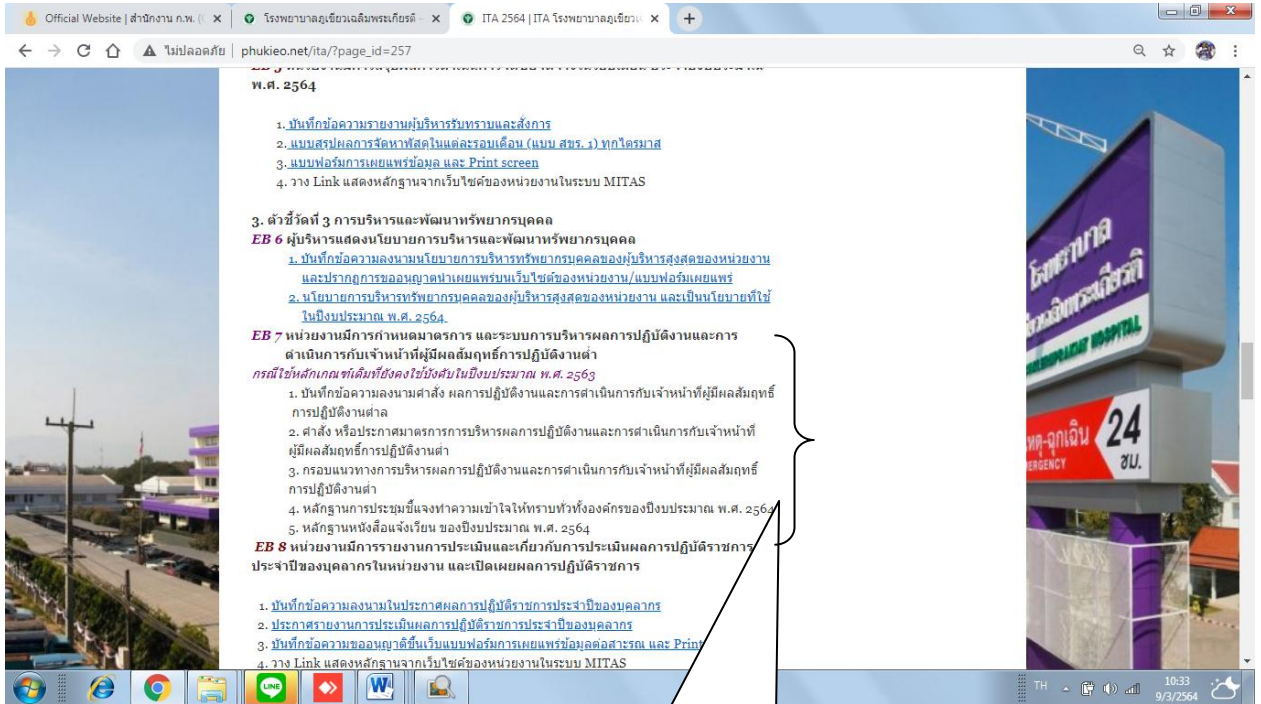 Official Website | สำนักงาน ก.พ. (
โรงพยาบาลภูเขียวเฉลิมพระเกียรติ -
ITA 2564 | ITA โรงพยาบาลภูเขียว
ไม่ปลอดภัย | phukieo.net/ita/?page_id=257
พ.ศ. 2564
1. บันทึกข้อความรายงานผู้บริหารรับทราบและสั่งการ
2. แบบสรุปผลการจัดหาพัสดุในแต่ละรอบเดือน (แบบ สขร. 1) ทุกไตรมาส
3. แบบฟอร์มการเผยแพร่ข้อมูล และ Print screen
4. วาง Link แสดงหลักฐานจากเว็บไซต์ของหน่วยงานในระบบ MITAS
3. ตัวชี้วัดที่ 3 การบริหารและพัฒนาทรัพยากรบุคคล
EB 6 ผู้บริหารแสดงนโยบายการบริหารและพัฒนาทรัพยากรบุคคล
1. บันทึกข้อความลงนามนโยบายการบริหารทรัพยากรบุคคลของผู้บริหารสูงสุดของหน่วยงาน
และปรากฏการขออนุญาตนำเผยแพร่บนเว็บไซต์ของหน่วยงาน/แบบฟอร์มเผยแพร่
2. นโยบายการบริหารทรัพยากรบุคคลของผู้บริหารสูงสุดของหน่วยงาน และเป็นนโยบายที่ใช้
ในปีงบประมาณ พ.ศ. 2564
EB 7 หน่วยงานมีการกำหนดมาตรการ และระบบการบริหารผลการปฏิบัติงานและการ
ดำเนินการกับเจ้าหน้าที่ผู้มีผลสัมฤทธิ์การปฏิบัติงานต่ำ
กรณีใช้หลักเกณฑ์เดิมที่ยังคงใช้บังคับในปีงบประมาณ พ.ศ. 2563
1. บันทึกข้อความลงนามคำสั่ง ผลการปฏิบัติงานและการดำเนินการกับเจ้าหน้าที่ผู้มีผลสัมฤทธิ์
การปฏิบัติงานต่ำล
2. คำสั่ง หรือประกาศมาตรการการบริหารผลการปฏิบัติงานและการดำเนินการกับเจ้าหน้าที่
ผู้มีผลสัมฤทธิ์การปฏิบัติงานต่ำ
3. กรอบแนวทางการบริหารผลการปฏิบัติงานและการดำเนินการกับเจ้าหน้าที่ผู้มีผลสัมฤทธิ์
การปฏิบัติงานต่ำ
4. หลักฐานการประชุมชี้แจงทำความเข้าใจให้ทราบทั่วทั้งองค์กรของปีงบประมาณ พ.ศ. 2564
5. หลักฐานหนังสือแจ้งเวียน ของปีงบประมาณ พ.ศ. 2564
EB 8 หน่วยงานมีการรายงานการประเมินและเกี่ยวกับการประเมินผลการปฏิบัติราชการ
ประจำปีของบุคลากรในหน่วยงาน และเปิดเผยผลการปฏิบัติราชการ
1. บันทึกข้อความลงนามในประกาศผลการปฏิบัติราชการประจำปีของบุคลากร
2. ประกาศรายงานการประเมินผลการปฏิบัติราชการประจำปีของบุคลากร
3. บันทึกข้อความขออนุญาติขึ้นเว็บแบบฟอร์มการเผยแพร่ข้อมูลต่อสาธารณ และ Print
4. วาง Link แสดงหลักฐานจากเว็บไซต์ของหน่วยงานในระบบ MITAS
โรงพยาบาล
เฉลิมพระเกียรติ
HOSPITAL
เหตุ-ฉุกเฉิน
24
ชม.
TH
10:33
9/3/2564